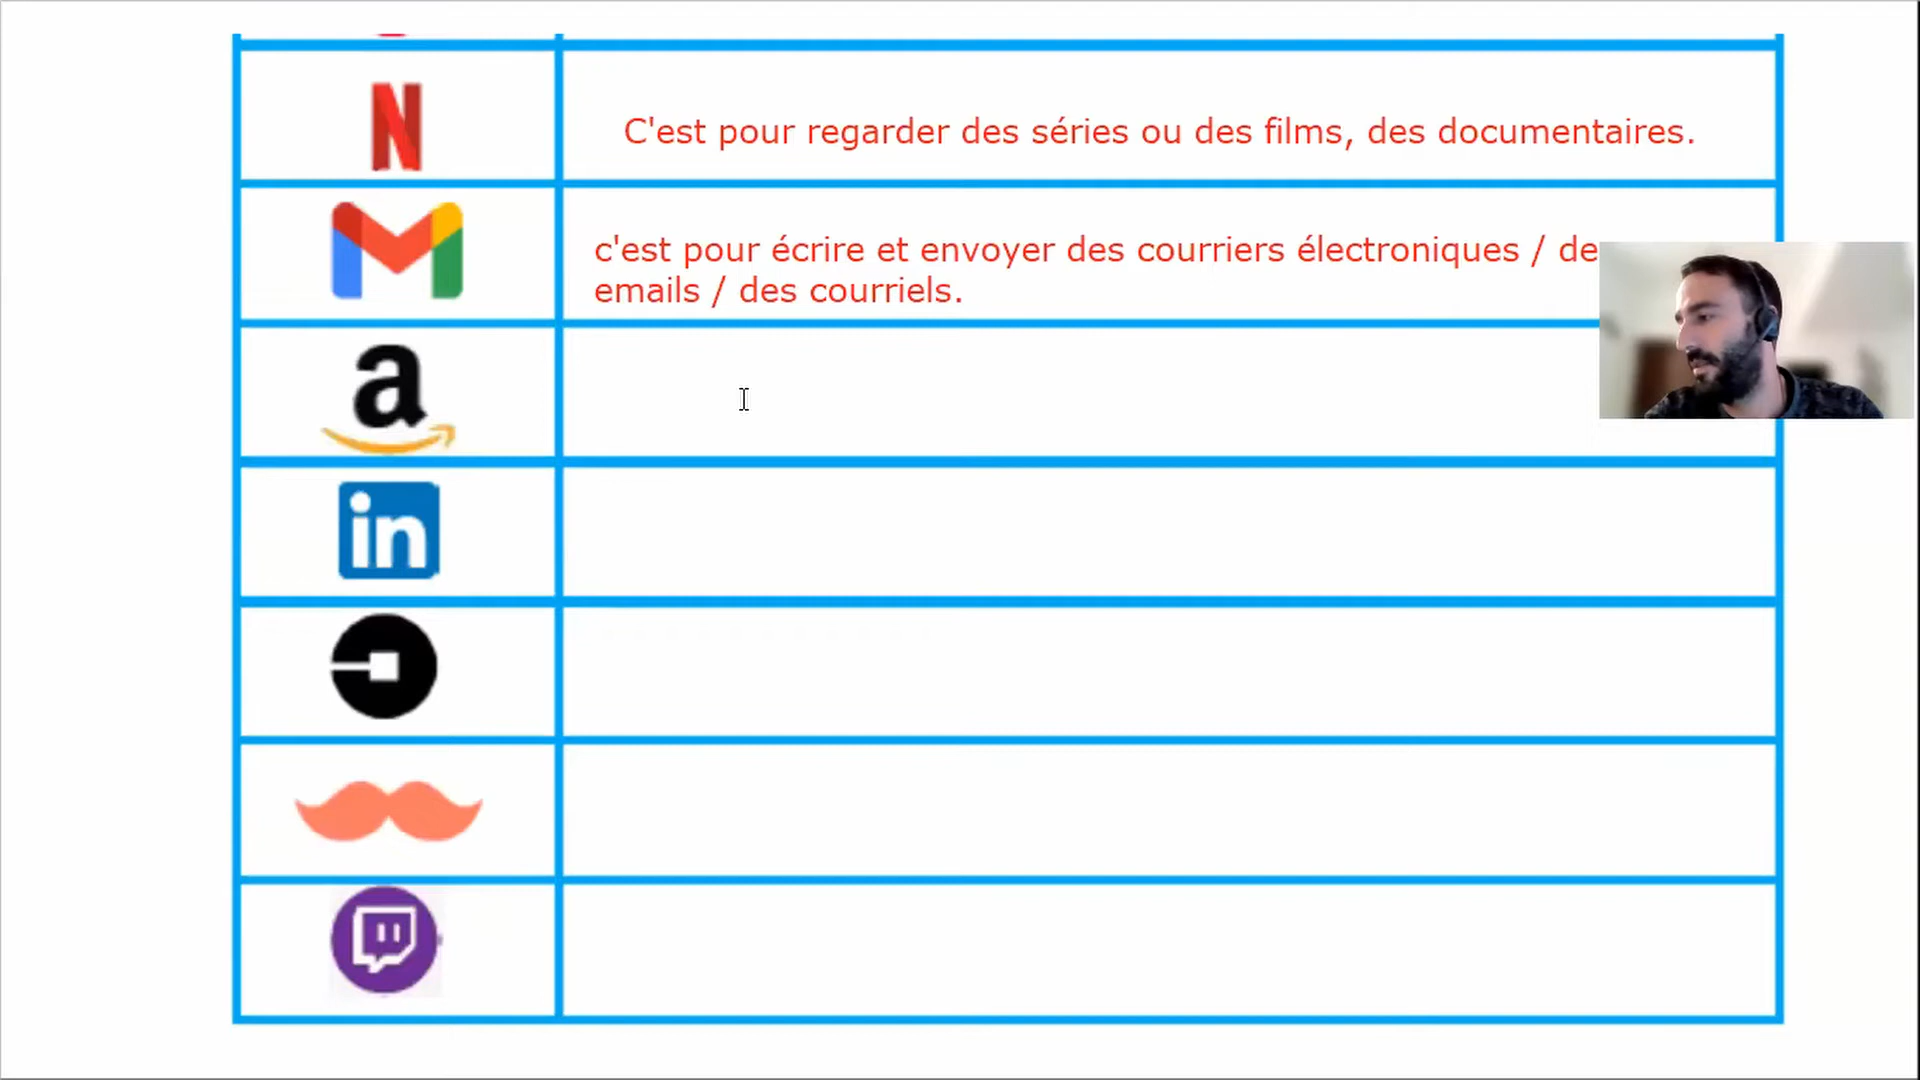 N
C'est pour regarder des séries ou des films, des documentaires.
M
c'est pour écrire et envoyer des courriers électroniques / de
emails / des courriels.
a
in